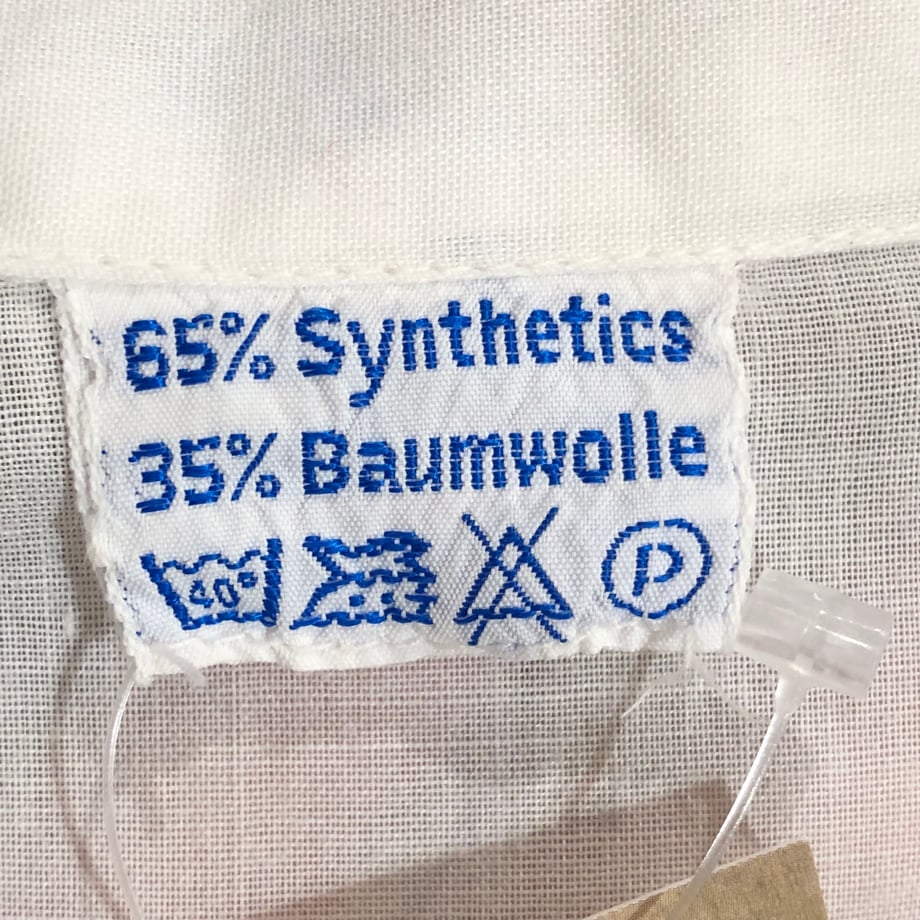 65% Synthetics
35% Baumwolle
40° P